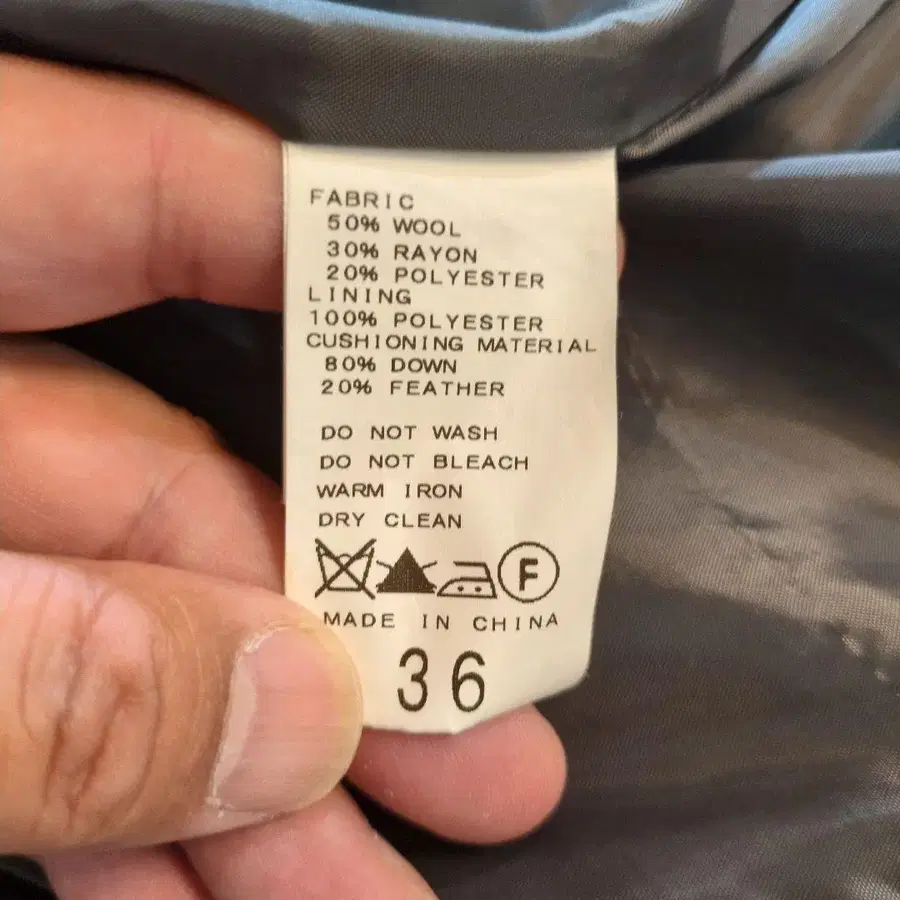 FABRIC
50% WOOL
30% RAYON
20% POLYESTER
LINING
100% POLYESTER
CUSHIONING MATERIAL
80% DOWN
20% FEATHER
DO NOT WASH
DO NOT BLEACH
WARM IRON
DRY CLEAN
F
MADE IN CHINA
36